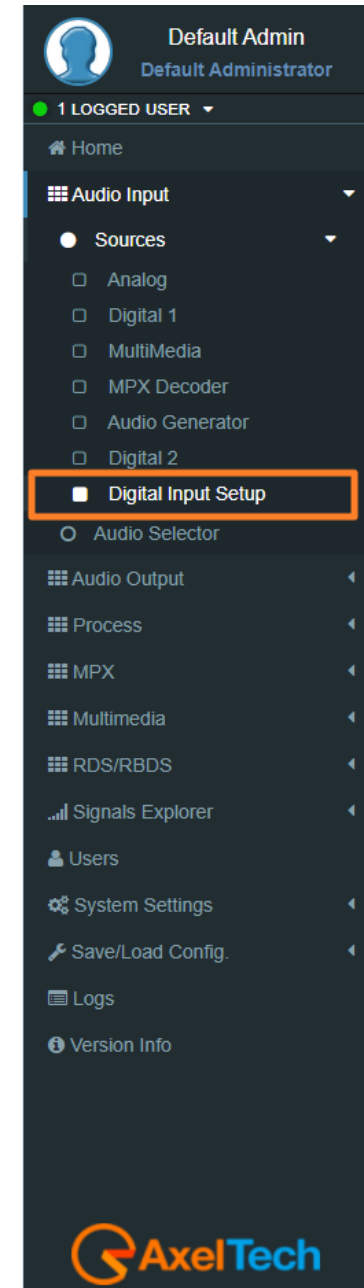 Default Admin
Default Administrator
1 LOGGED USER
Home
Audio Input
Sources
Analog
Digital 1
MultiMedia
MPX Decoder
Audio Generator
Digital 2
Digital Input Setup
Audio Selector
Audio Output
Process
MPX
Multimedia
RDS/RBDS
Signals Explorer
Users
System Settings
Save/Load Config.
Logs
Version Info
AxelTech